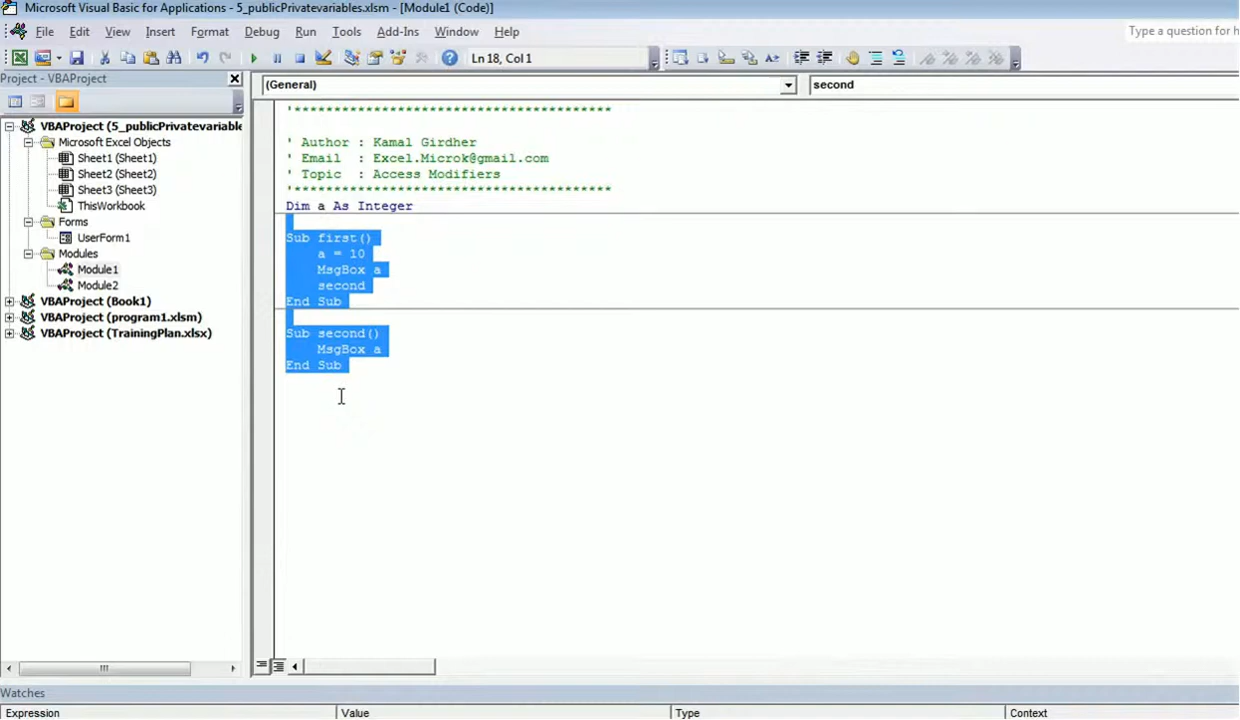 Microsoft Visual Basic for Applications - 5_publicPrivatevariables.xlsm - [Module1 (Code)]
File Edit View Insert Format Debug Run Tools Add-Ins Window Help
Type a question for h
Ln 18, Col 1
Project - VBAProject
(General)
second
VBAProject (5_publicPrivatevariable
Microsoft Excel Objects
Sheet1 (Sheet1)
Sheet2 (Sheet2)
Sheet3 (Sheet3)
ThisWorkbook
Forms
UserForm1
Modules
Module1
Module2
VBAProject (Book1)
VBAProject (program1.xlsm)
VBAProject (TrainingPlan.xlsx)
'****************************************
' Author : Kamal Girdher
' Email  : Excel.Microk@gmail.com
' Topic  : Access Modifiers
'****************************************
Dim a As Integer
Sub first()
a = 10
MsgBox a
second
End Sub
Sub second()
MsgBox a
End Sub
Watches
Expression Value Type Context